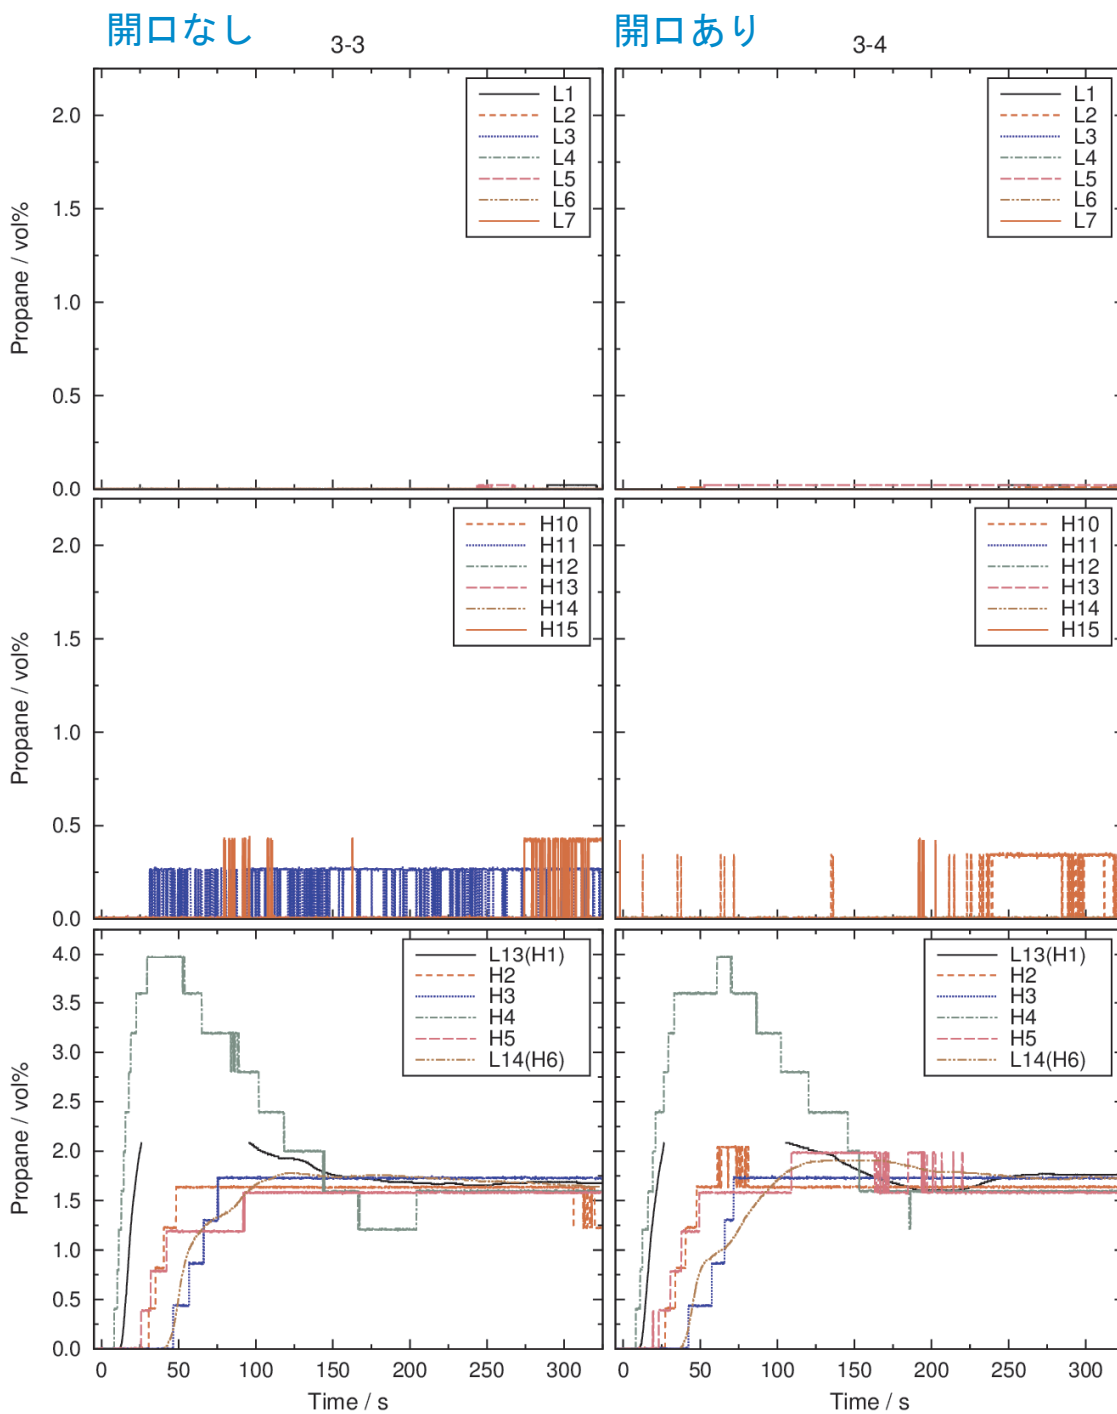 開口なし
開口あり
3-3
3-4
L1
L2
L3
L4
L5
L6
L7
L1
L2
L3
L4
L5
L6
L7
Propane / vol%
2.0
1.5
1.0
0.5
0.0
H10
H11
H12
H13
H14
H15
H10
H11
H12
H13
H14
H15
Propane / vol%
2.0
1.5
1.0
0.5
0.0
L13(H1)
H2
H3
H4
H5
L14(H6)
L13(H1)
H2
H3
H4
H5
L14(H6)
Propane / vol%
4.0
3.5
3.0
2.5
2.0
1.5
1.0
0.5
0.0
0 50 100 150 200 250 300
0 50 100 150 200 250 300
Time / s
Time / s